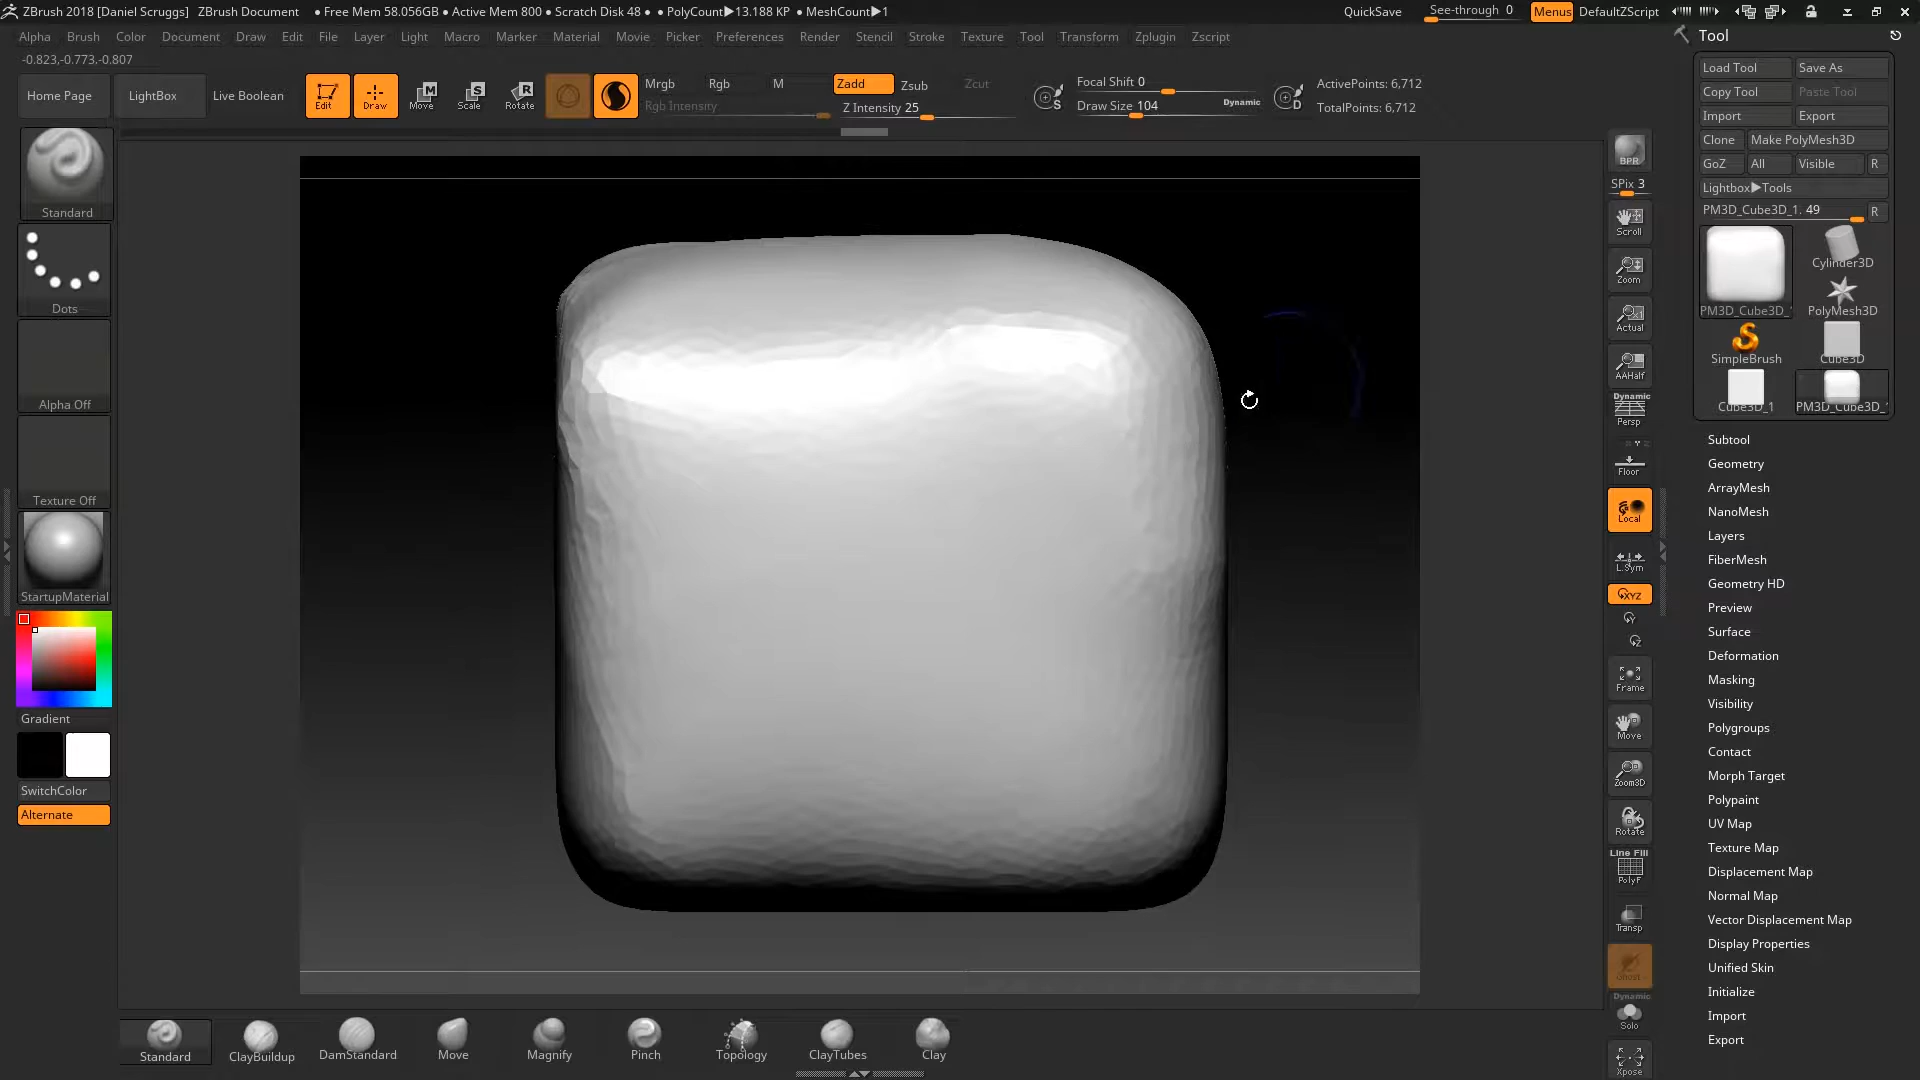 ZBrush 2018 [Daniel Scruggs] ZBrush Document • Free Mem 58.056GB • Active Mem 800 • Scratch Disk 48 • • PolyCount▶13.188 KP • MeshCount▶1 QuickSave See-through 0 Menus DefaultZScript
Alpha Brush Color Document Draw Edit File Layer Light Macro Marker Material Movie Picker Preferences Render Stencil Stroke Texture Tool Transform Zplugin Zscript
Tool
-0.823,-0.773,-0.807
Home Page LightBox Live Boolean Edit Draw Move Scale Rotate
Mrgb Rgb M
Rgb Intensity
Zadd Zsub Zcut
Z Intensity 25
S
Focal Shift 0
Draw Size 104 Dynamic
D
ActivePoints: 6,712
TotalPoints: 6,712
Standard
Dots
Alpha Off
Texture Off
StartupMaterial
Gradient
SwitchColor
Alternate
BPR
SPix 3
Scroll
Zoom
Actual
AAHalf
Dynamic
Persp
Floor
Local
L.Sym
XYZ
Y
Z
Frame
Move
Zoom3D
Rotate
Line Fill
PolyF
Transp
Ghost
Dynamic
Solo
Xpose
Load Tool Save As
Copy Tool Paste Tool
Import Export
Clone Make PolyMesh3D
GoZ All Visible R
Lightbox▶Tools
PM3D_Cube3D_1. 49 R
Cylinder3D
PM3D_Cube3D_ PolyMesh3D
SimpleBrush Cube3D
Cube3D_1 PM3D_Cube3D_
Subtool
Geometry
ArrayMesh
NanoMesh
Layers
FiberMesh
Geometry HD
Preview
Surface
Deformation
Masking
Visibility
Polygroups
Contact
Morph Target
Polypaint
UV Map
Texture Map
Displacement Map
Normal Map
Vector Displacement Map
Display Properties
Unified Skin
Initialize
Import
Export
Standard ClayBuildup DamStandard Move Magnify Pinch Topology ClayTubes Clay